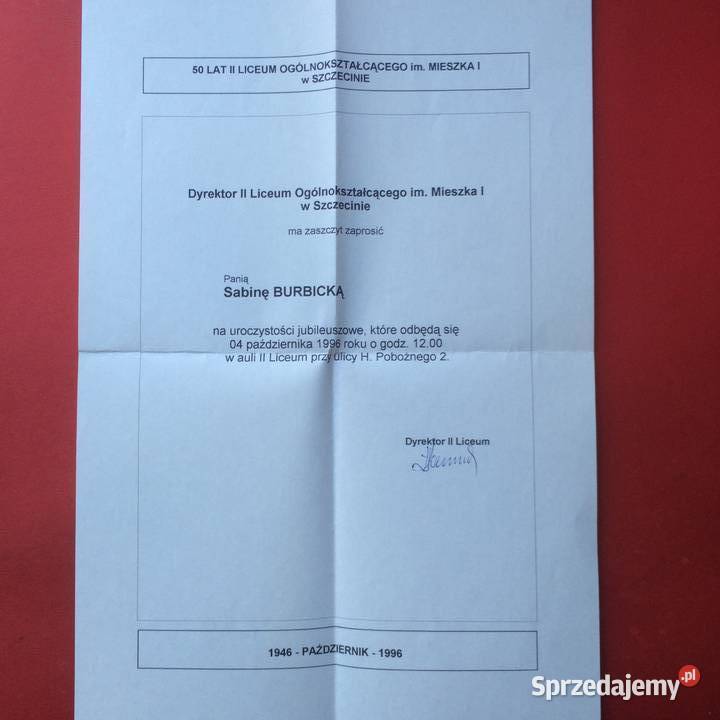 50 LAT II LICEUM OGÓLNOKSZTAŁCĄCEGO im. MIESZKA I
w SZCZECINIE
Dyrektor II Liceum Ogólnokształcącego im. Mieszka I
w Szczecinie
ma zaszczyt zaprosić
Panią
Sabinę BURBICKĄ
na uroczystości jubileuszowe, które odbędą się
04 października 1996 roku o godz. 12.00
w auli II Liceum przy ulicy H. Pobożnego 2.
Dyrektor II Liceum
1946 - PAŹDZIERNIK - 1996
Sprzedajemy.pl